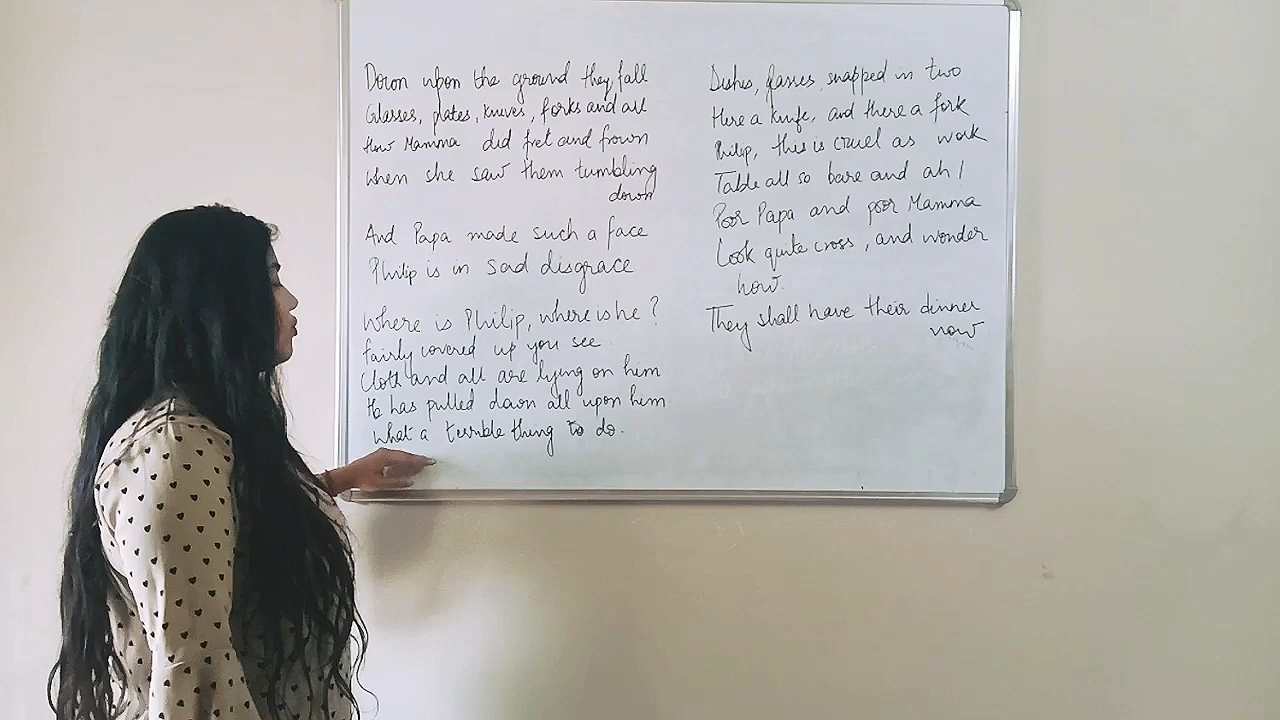 Down upon the ground they fall
Glasses, plates, knives, forks and all
How Mamma did fret and frown
When she saw them tumbling
down
And Papa made such a face
Philip is in sad disgrace
Where is Philip, where is he?
Fairly covered up you see.
Cloth and all are lying on him
He has pulled down all upon him
What a terrible thing to do.
Dishes, glasses, snapped in two
Here a knife, and there a fork
Philip, this is cruel as work
Table all so bare and ah!
Poor Papa and poor Mamma
Look quite cross, and wonder
how.
They shall have their dinner
now